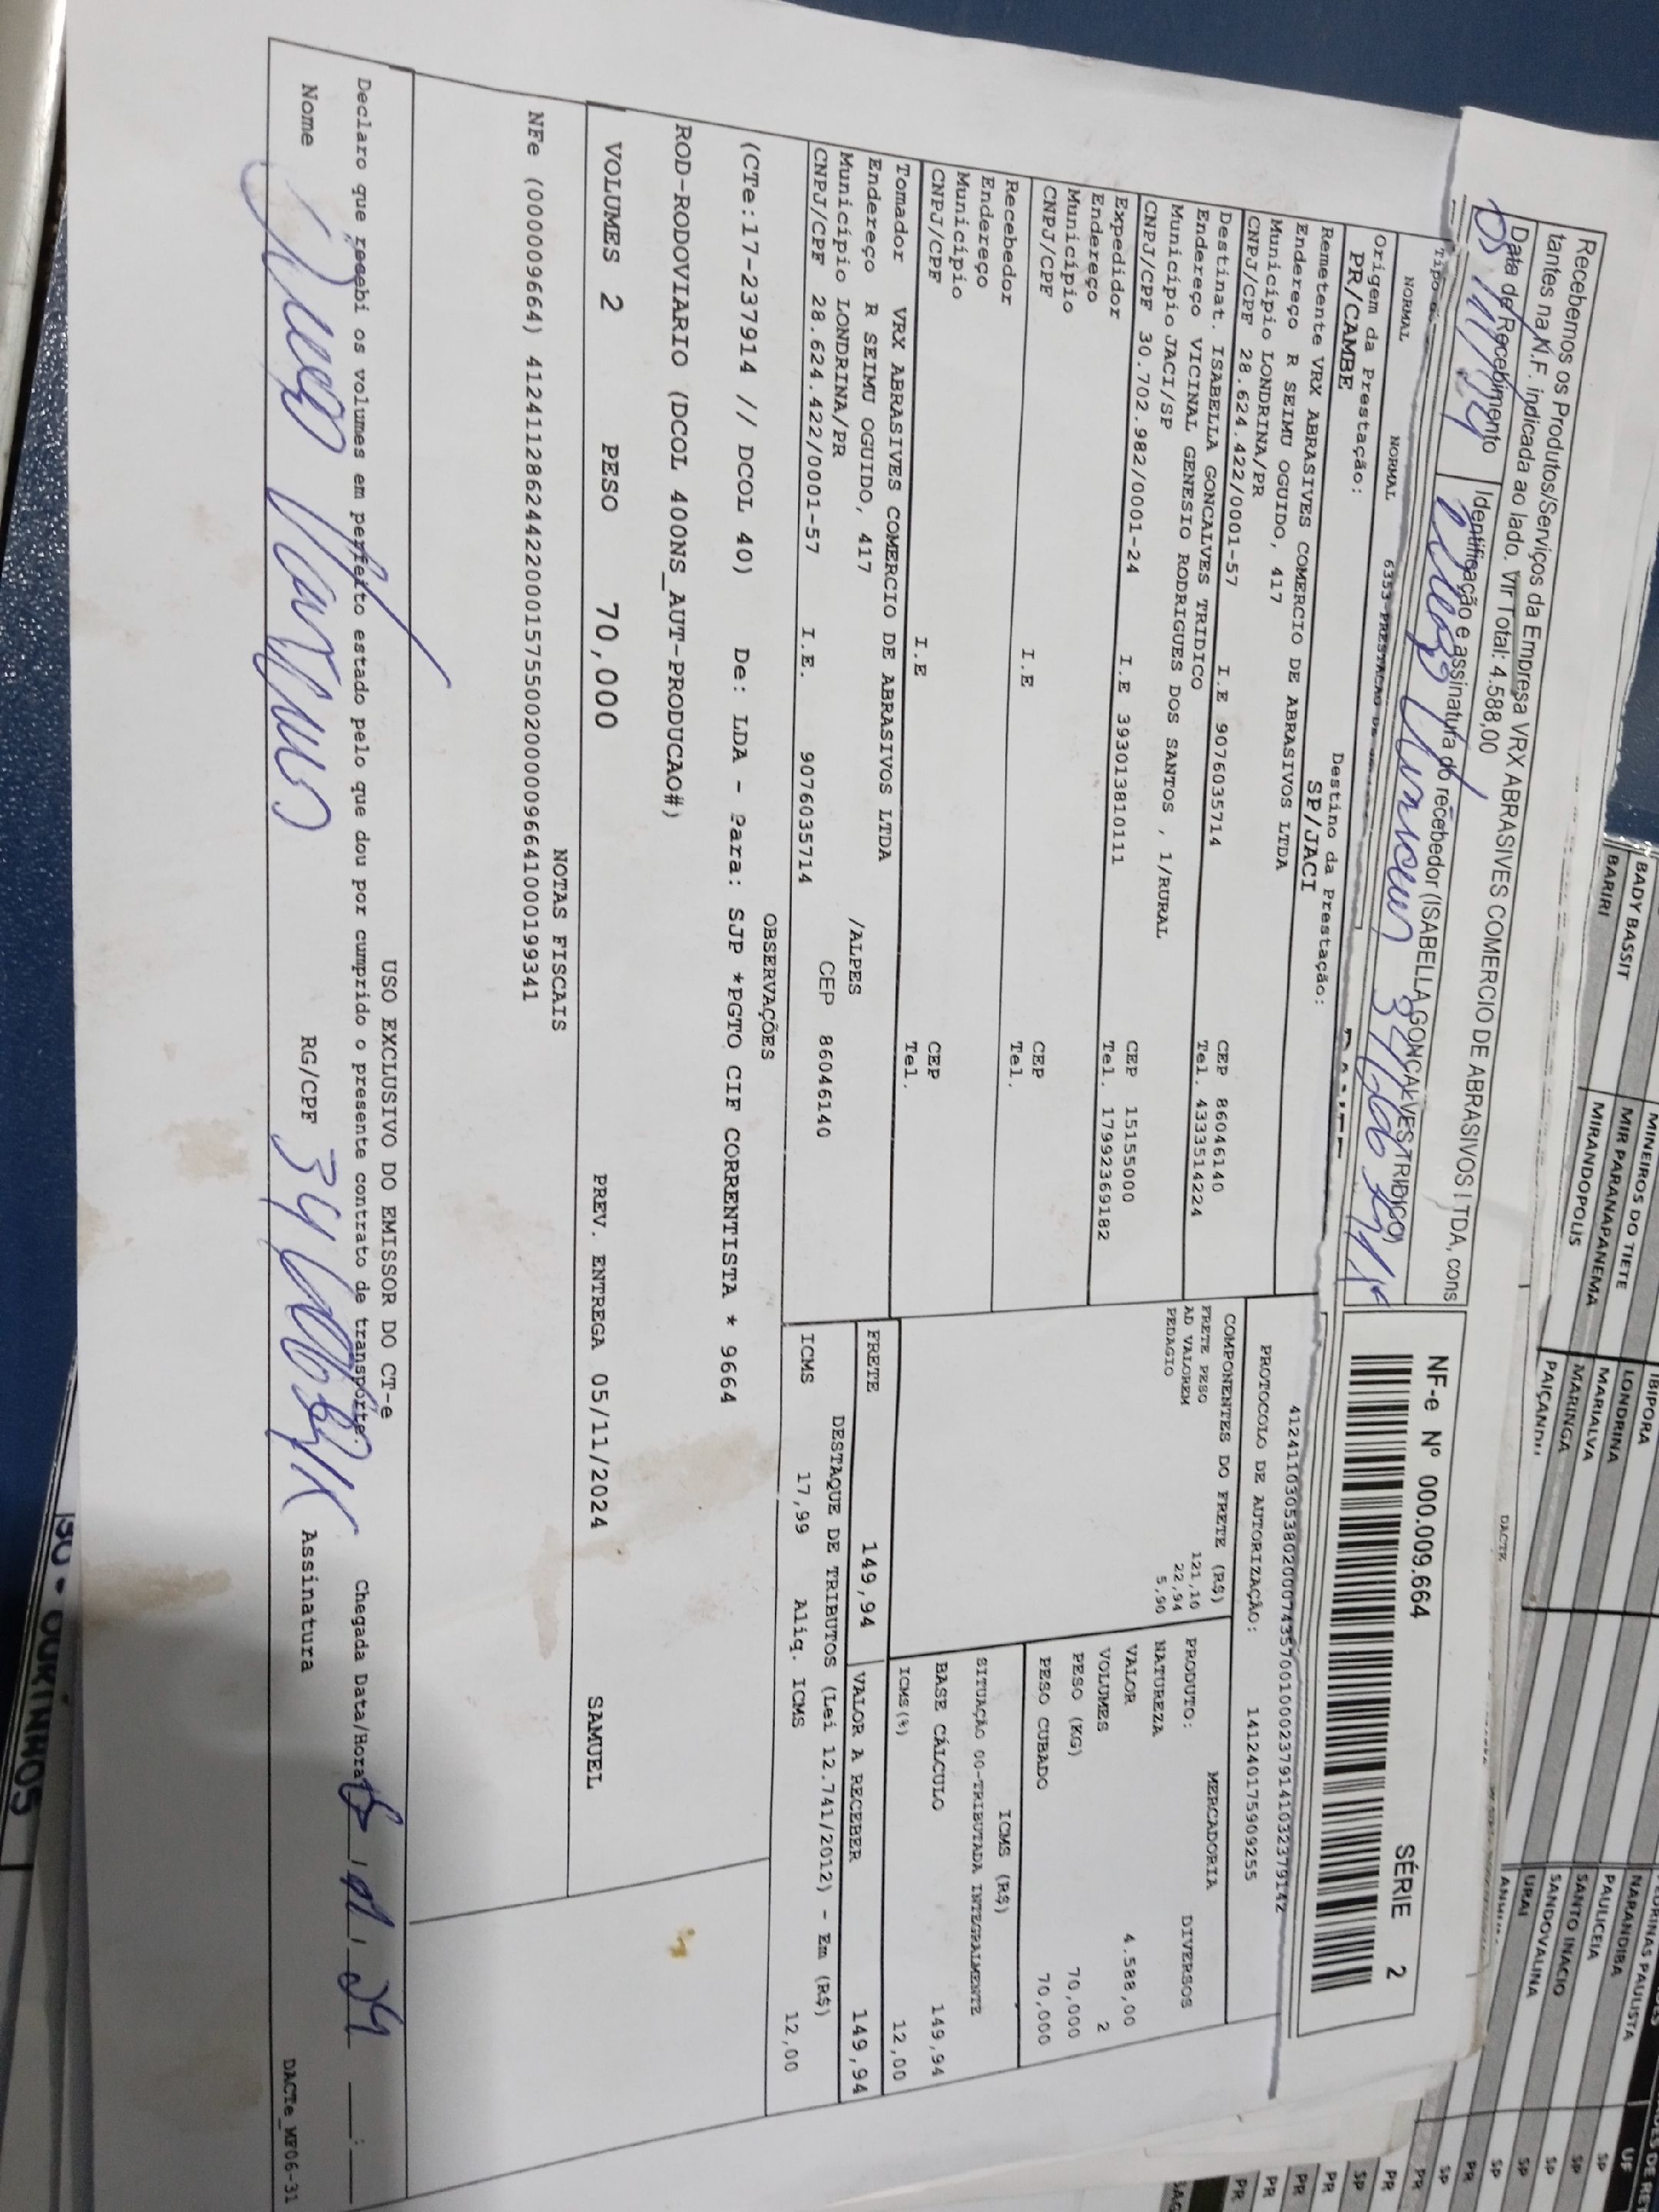 Recebemos os Produtos/Serviços da Empresa VRX ABRASIVES COMERCIO DE ABRASIVOS LTDA, cons
tantes na N.F. indicada ao lado. Vlr Total: 4.588,00
Data de Recebimento
Identificação e assinatura do recebedor (ISABELLA GONCALVES TRIDICO)
NF-e Nº 000.009.664
SÉRIE 2
NORMAL NORMAL
Origem da Prestação:
PR/CAMBE
Destino da Prestação:
SP/JACI
Remetente VRX ABRASIVES COMERCIO DE ABRASIVOS LTDA
Endereço R SEIMU OGUIDO, 417
Município LONDRINA/PR CEP 86046140
CNPJ/CPF 28.624.422/0001-57 I.E 9076035714 Tel. 4333514224
Destinat. ISABELLA GONCALVES TRIDICO
Endereço VICINAL GENESIO RODRIGUES DOS SANTOS , 1/RURAL
Município JACI/SP CEP 15155000
CNPJ/CPF 30.702.982/0001-24 I.E 393013810111 Tel. 17992369182
Expedidor
Endereço
Município CEP
CNPJ/CPF I.E Tel.
Recebedor
Endereço
Município CEP
CNPJ/CPF I.E Tel.
Tomador VRX ABRASIVES COMERCIO DE ABRASIVOS LTDA
Endereço R SEIMU OGUIDO, 417 /ALPES
Município LONDRINA/PR CEP 86046140
CNPJ/CPF 28.624.422/0001-57 I.E. 9076035714
41241103053802000743570010002379141032379142
PROTOCOLO DE AUTORIZAÇÃO: 141240175909255
COMPONENTES DO FRETE (R$)
FRETE PESO 121,10
AD VALOREM 22,94
PEDAGIO 5,90
MERCADORIA
PRODUTO: DIVERSOS
NATUREZA
VALOR 4.588,00
VOLUMES 2
PESO (KG) 70,000
PESO CUBADO 70,000
ICMS (R$)
SITUAÇÃO 00-TRIBUTADA INTEGRALMENTE
BASE CÁLCULO 149,94
ICMS(%) 12,00
FRETE 149,94 VALOR A RECEBER 149,94
DESTAQUE DE TRIBUTOS (Lei 12.741/2012) - Em (R$)
ICMS 17,99 Aliq. ICMS 12,00
OBSERVAÇÕES
(CTe:17-237914 // DCOL 40) De: LDA - Para: SJP *PGTO CIF CORRENTISTA * 9664
ROD-RODOVIARIO (DCOL 400NS_AUT-PRODUCAO#)
VOLUMES 2 PESO 70,000 PREV. ENTREGA 05/11/2024 SAMUEL
NOTAS FISCAIS
NFe (000009664) 41241128624422000157550020000096641000199341
USO EXCLUSIVO DO EMISSOR DO CT-e
Declaro que recebi os volumes em perfeito estado pelo que dou por cumprido o presente contrato de transporte.
Chegada Data/Hora
Nome
RG/CPF
Assinatura
DACTe_MF06-31
DACTE
BADY BASSIT
BARIRI
MINEIROS DO TIETE
MIR PARANAPANEMA
MIRANDOPOLIS
IBIPORA
LONDRINA
MARIALVA
MARINGA
PAIÇANDU
NARANDIBA
PAULICEIA
SANTO INACIO
SANDOVALINA
URAI
UF
OURINHOS